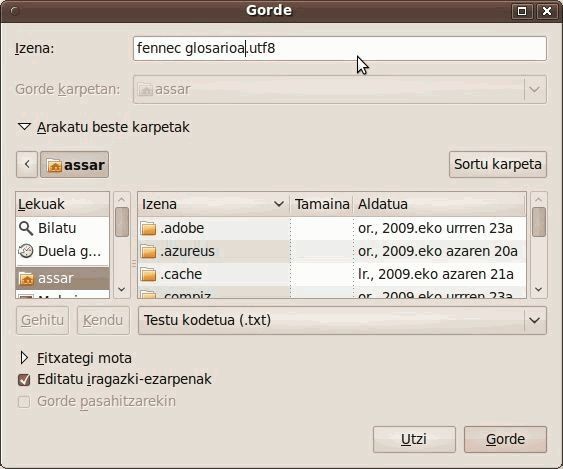 Gorde
Izena: fennec glosarioa.utf8
Gorde karpetan: assar
Arakatu beste karpetak
assar Sortu karpeta
Lekuak Izena Tamaina Aldatua
Bilatu .adobe or., 2009.eko urrren 23a
Duela g... .azureus or., 2009.eko azaren 20a
assar .cache lr., 2009.eko azaren 21a
.compiz or., 2009.eko urrren 23a
Gehitu Kendu Testu kodetua (.txt)
Fitxategi mota
Editatu iragazki-ezarpenak
Gorde pasahitzarekin
Utzi Gorde